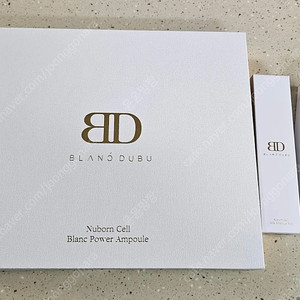 BD
BLANC DUBU
Nuborn Cell
Blanc Power Ampoule
BD
BLANC DUBU